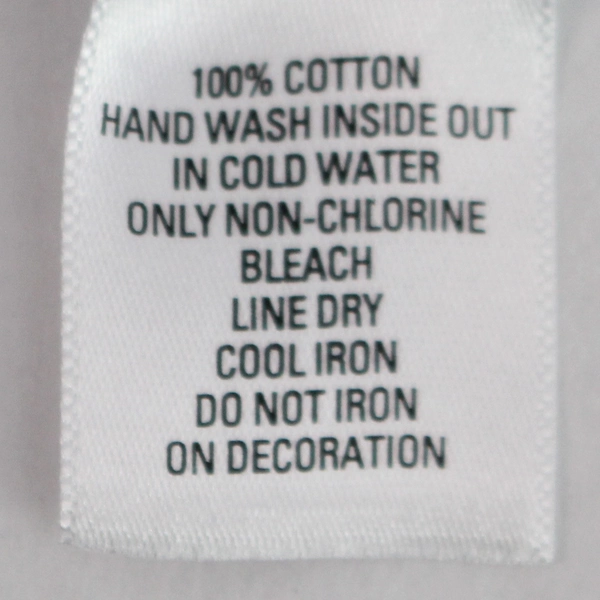 100% COTTON
HAND WASH INSIDE OUT
IN COLD WATER
ONLY NON-CHLORINE
BLEACH
LINE DRY
COOL IRON
DO NOT IRON
ON DECORATION